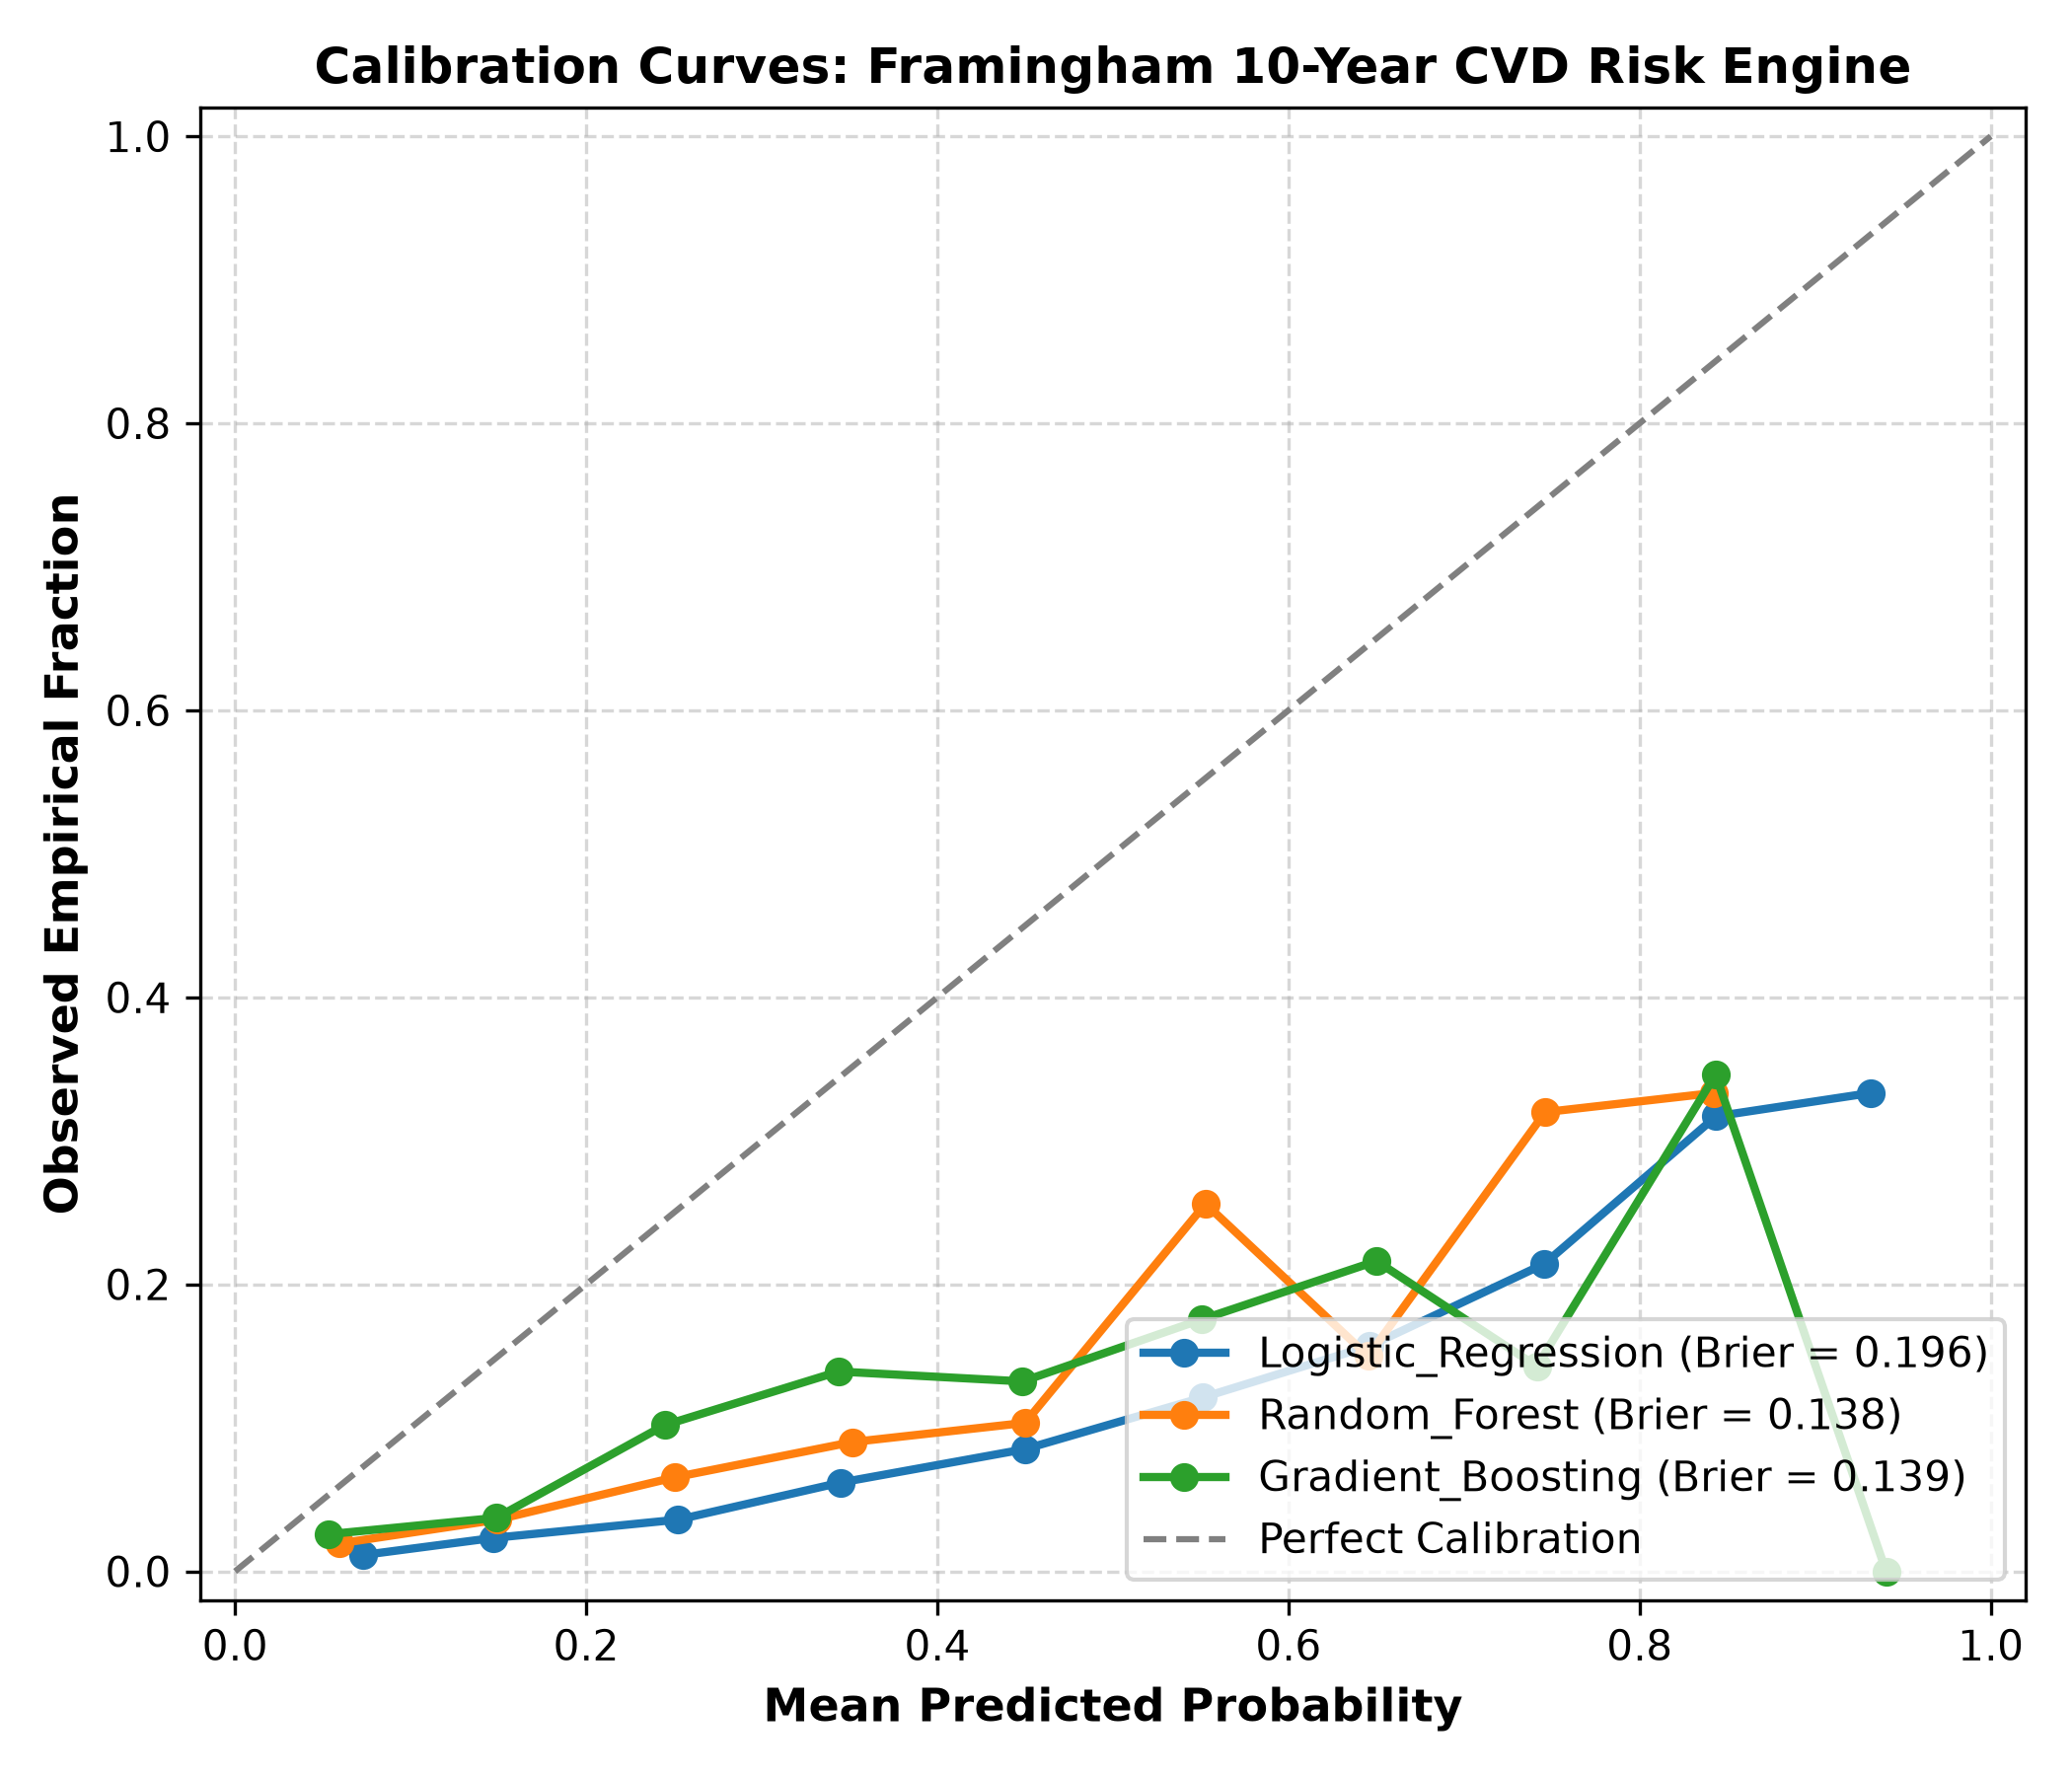 Calibration Curves: Framingham 10-Year CVD Risk Engine
Observed Empirical Fraction
1.0
0.8
0.6
0.4
0.2
0.0
Logistic_Regression (Brier = 0.196)
Random_Forest (Brier = 0.138)
Gradient_Boosting (Brier = 0.139)
Perfect Calibration
0.0 0.2 0.4 0.6 0.8 1.0
Mean Predicted Probability